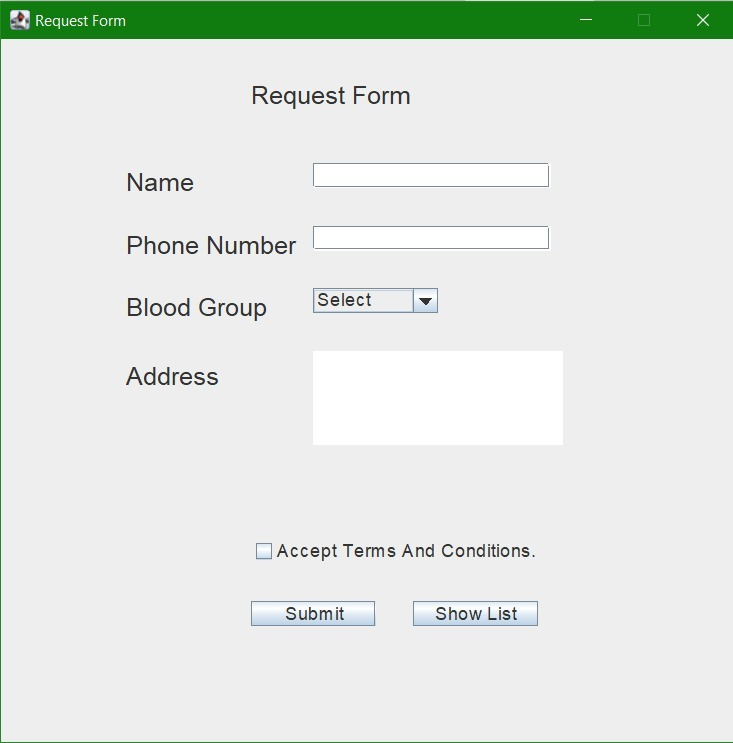 Request Form
Request Form
Name
Phone Number
Blood Group Select
Address
Accept Terms And Conditions.
Submit Show List